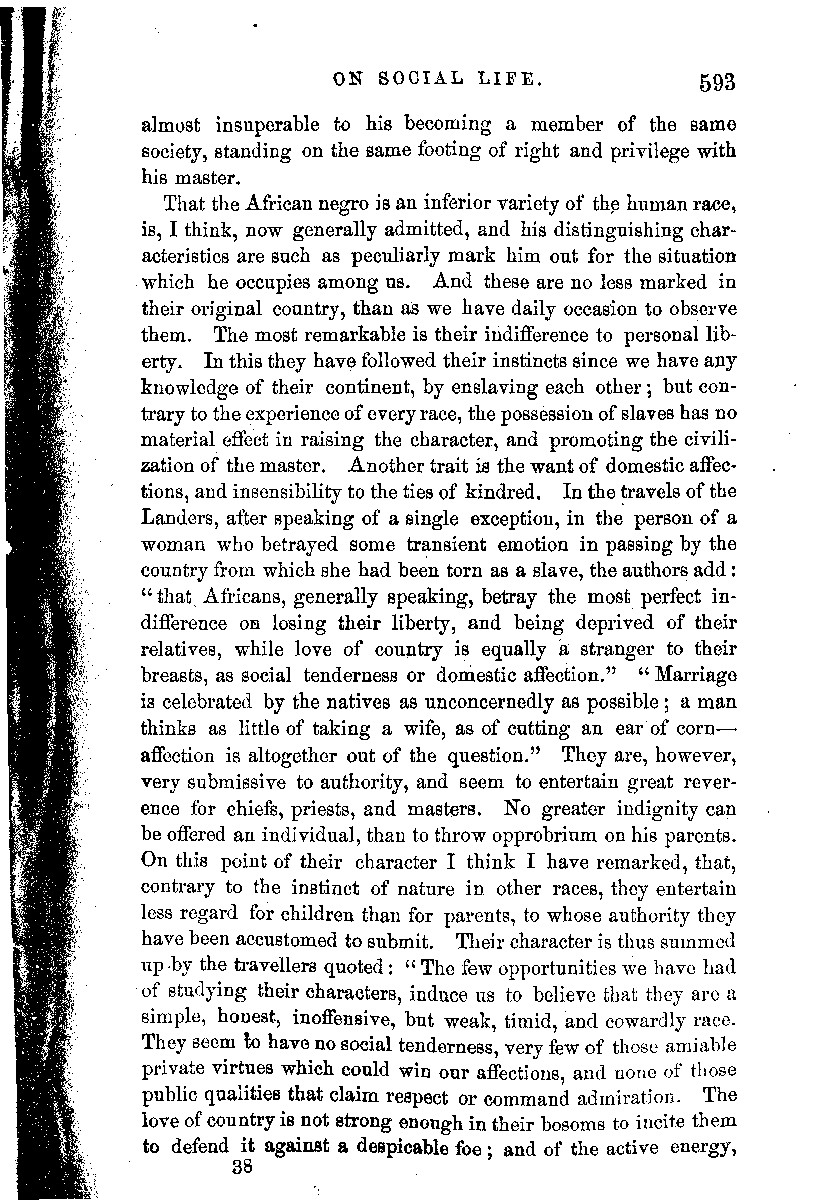 ON SOCIAL LIFE. 593
almost insuperable to his becoming a member of the same
society, standing on the same footing of right and privilege with
his master.
That the African negro is an inferior variety of the human race,
is, I think, now generally admitted, and his distinguishing char-
acteristics are such as peculiarly mark him out for the situation
which he occupies among us. And these are no less marked in
their original country, than as we have daily occasion to observe
them. The most remarkable is their indifference to personal lib-
erty. In this they have followed their instincts since we have any
knowledge of their continent, by enslaving each other; but con-
trary to the experience of every race, the possession of slaves has no
material effect in raising the character, and promoting the civili-
zation of the master. Another trait is the want of domestic affec-
tions, and insensibility to the ties of kindred. In the travels of the
Landers, after speaking of a single exception, in the person of a
woman who betrayed some transient emotion in passing by the
country from which she had been torn as a slave, the authors add:
"that Africans, generally speaking, betray the most perfect in-
difference on losing their liberty, and being deprived of their
relatives, while love of country is equally a stranger to their
breasts, as social tenderness or domestic affection." "Marriage
is celebrated by the natives as unconcernedly as possible; a man
thinks as little of taking a wife, as of cutting an ear of corn—
affection is altogether out of the question." They are, however,
very submissive to authority, and seem to entertain great rever-
ence for chiefs, priests, and masters. No greater indignity can
be offered an individual, than to throw opprobrium on his parents.
On this point of their character I think I have remarked, that,
contrary to the instinct of nature in other races, they entertain
less regard for children than for parents, to whose authority they
have been accustomed to submit. Their character is thus summed
up by the travellers quoted: "The few opportunities we have had
of studying their characters, induce us to believe that they are a
simple, honest, inoffensive, but weak, timid, and cowardly race.
They seem to have no social tenderness, very few of those amiable
private virtues which could win our affections, and none of those
public qualities that claim respect or command admiration. The
love of country is not strong enough in their bosoms to incite them
to defend it against a despicable foe; and of the active energy,
38